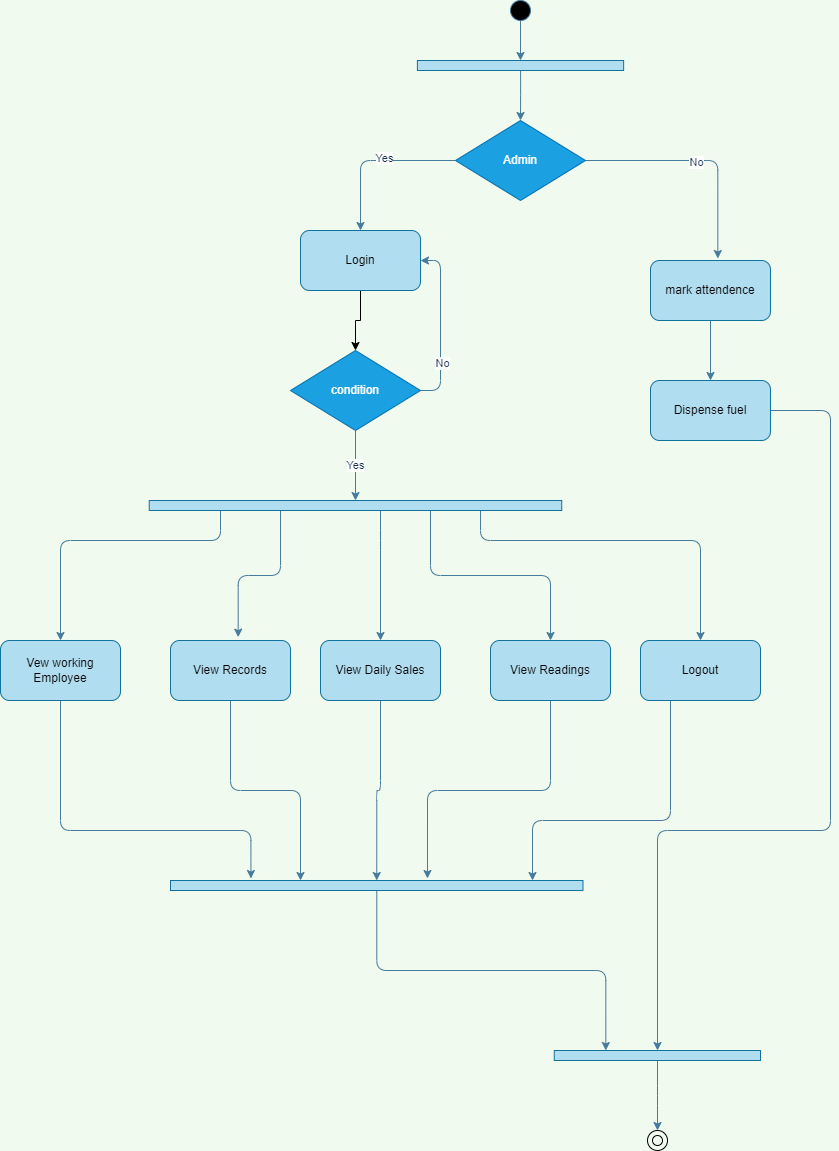 Admin
Yes
No
Login
mark attendence
No
condition
Dispense fuel
Yes
Vew working
Employee
View Records
View Daily Sales
View Readings
Logout